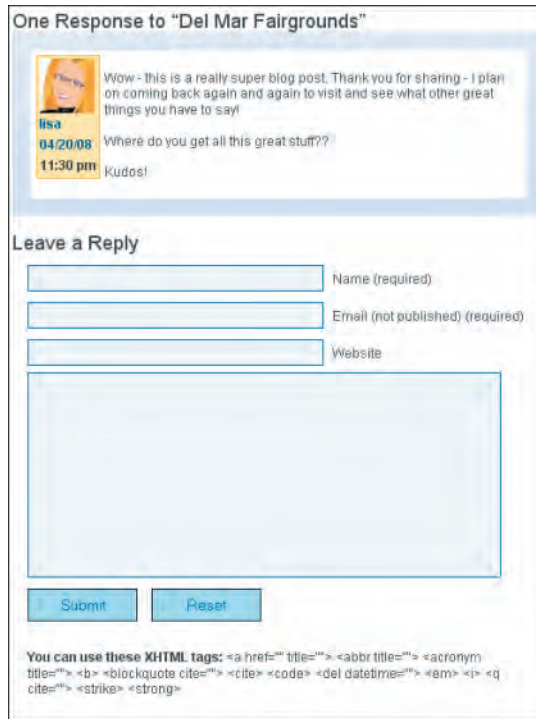 One Response to “Del Mar Fairgrounds”
Wow - this is a really super blog post. Thank you for sharing - I plan
on coming back again and again to visit and see what other great
things you have to say!
lisa
04/20/08
11:30 pm
Where do you get all this great stuff??
Kudos!
Leave a Reply
Name (required)
Email (not published) (required)
Website
Submit Reset
You can use these XHTML tags: <a href="" title=""> <abbr title=""> <acronym
title=""> <b> <blockquote cite=""> <cite> <code> <del datetime=""> <em> <i> <q
cite=""> <strike> <strong>